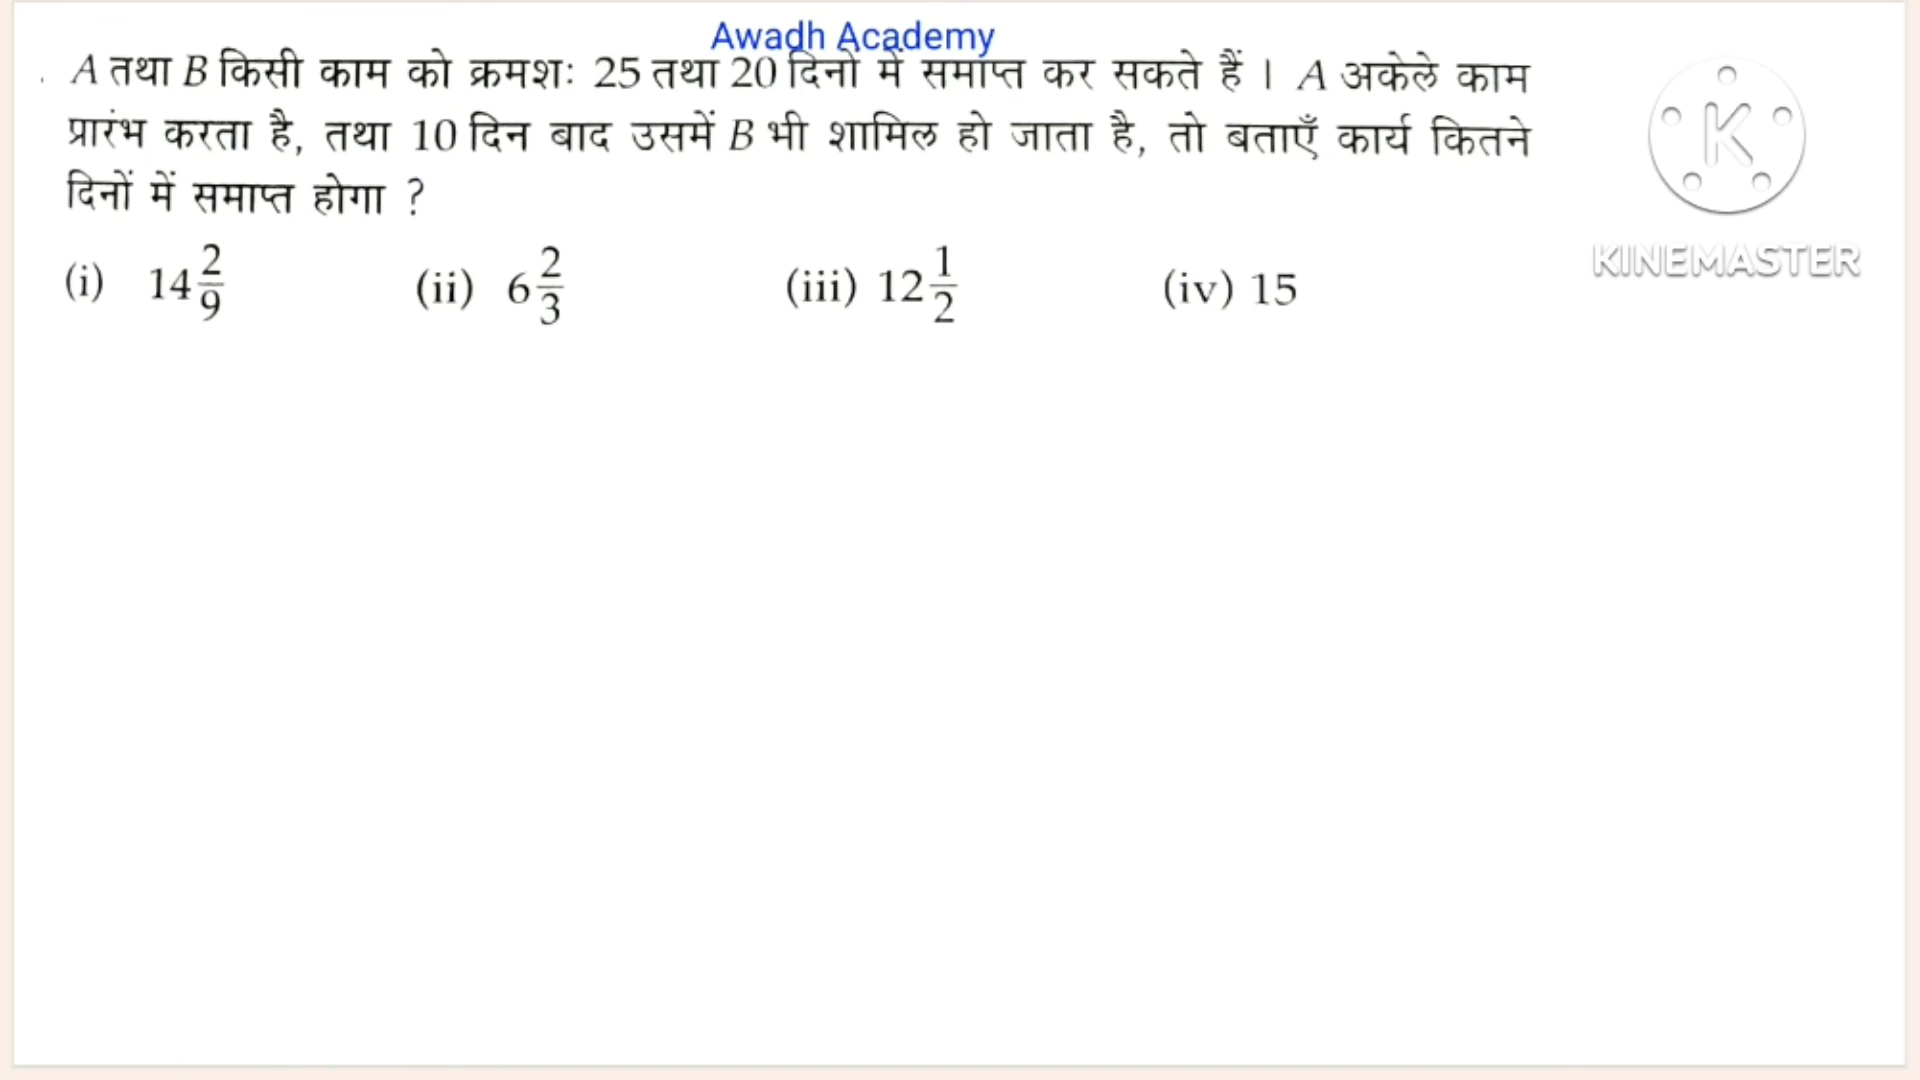 Awadh Academy
A तथा B किसी काम को क्रमशः 25 तथा 20 दिनों में समाप्त कर सकते हैं । A अकेले काम
प्रारंभ करता है, तथा 10 दिन बाद उसमें B भी शामिल हो जाता है, तो बताएँ कार्य कितने
दिनों में समाप्त होगा ?
(i) 14 2/9 (ii) 6 2/3 (iii) 12 1/2 (iv) 15
K
KINEMASTER